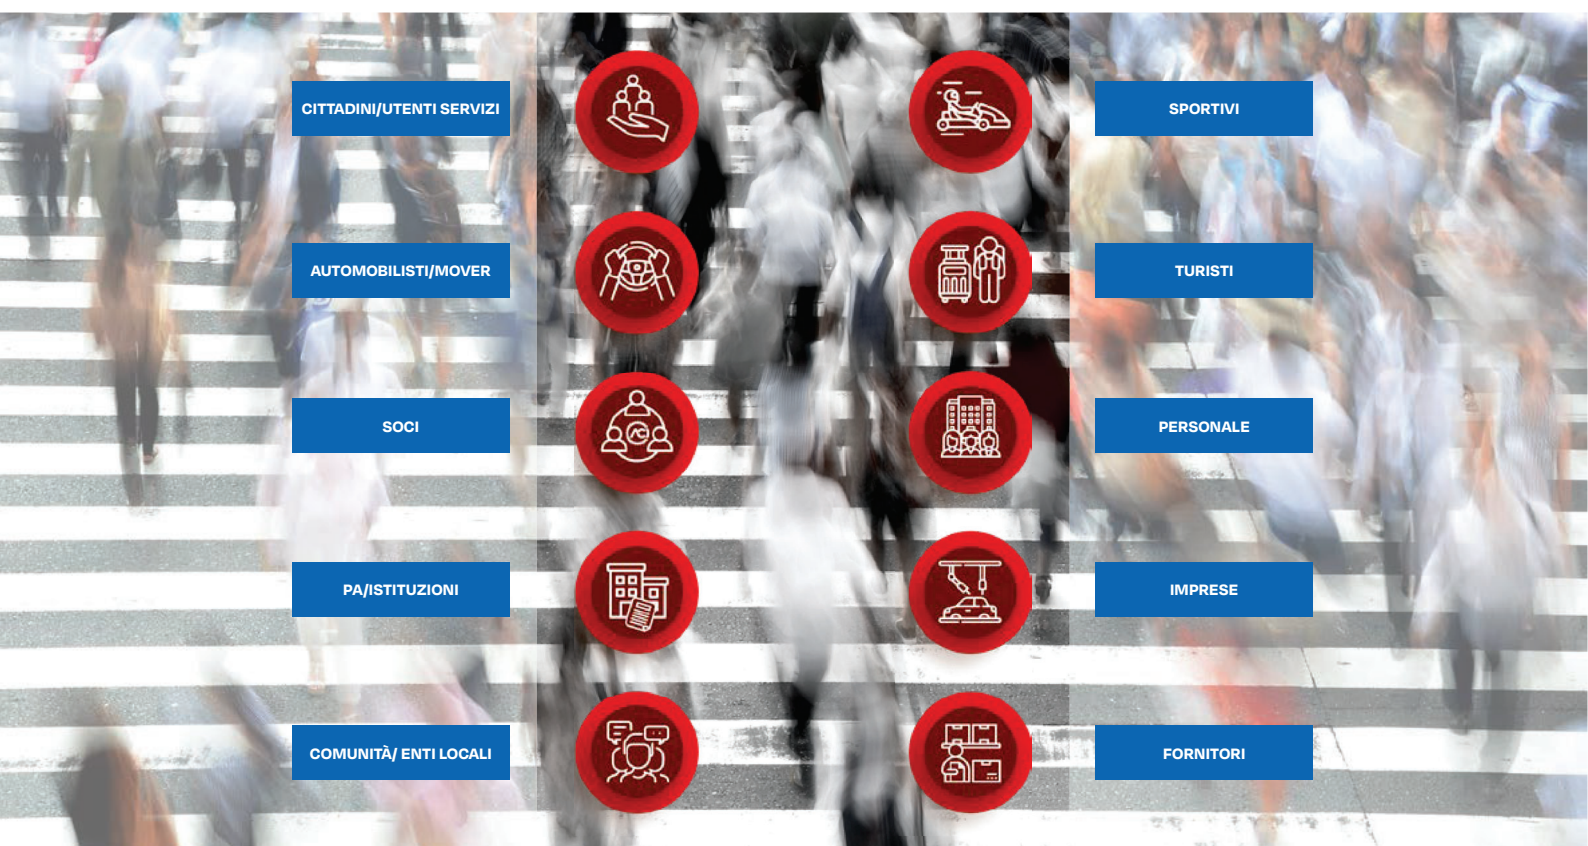 CITTADINI/UTENTI SERVIZI
SPORTIVI
AUTOMOBILISTI/MOVER
TURISTI
SOCI
PERSONALE
PA/ISTITUZIONI
IMPRESE
COMUNITÀ/ ENTI LOCALI
FORNITORI